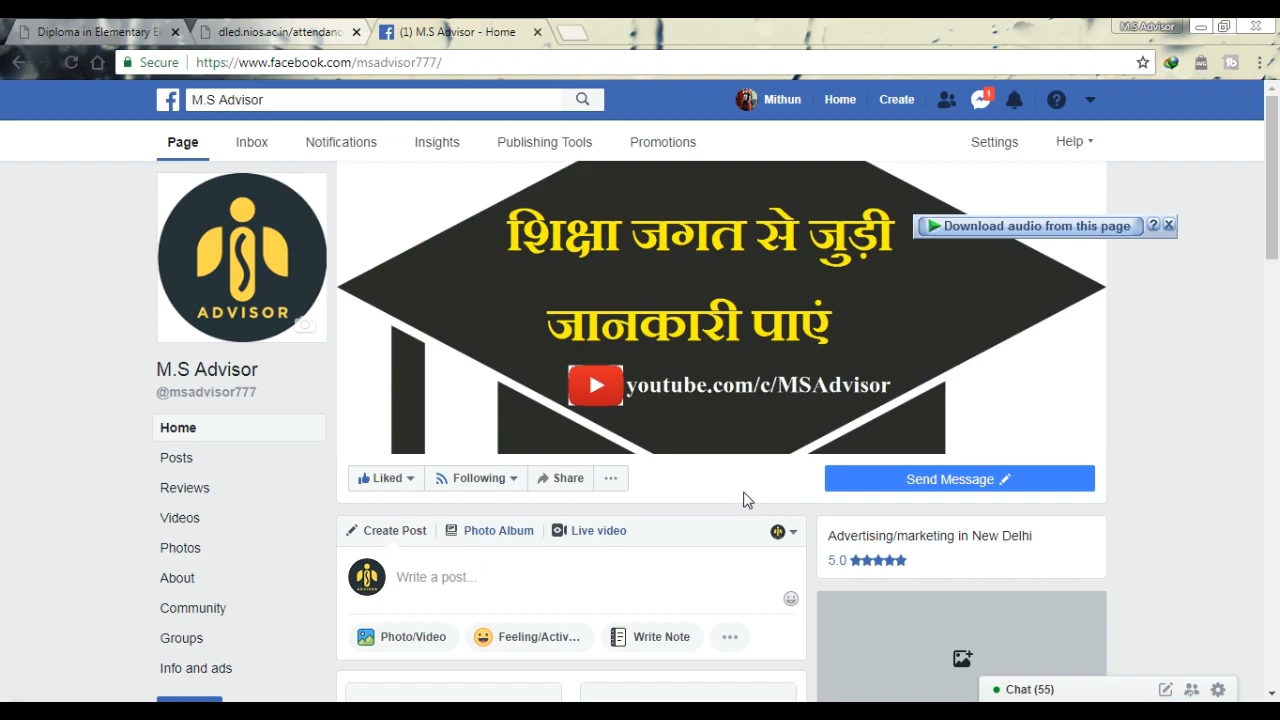 Diploma in Elementary E
dled.nios.ac.in/attendanc
(1) M.S Advisor - Home
M.S Advisor
Secure
https://www.facebook.com/msadvisor777/
M.S Advisor
Mithun
Home
Create
1
Page
Inbox
Notifications
Insights
Publishing Tools
Promotions
Settings
Help
ADVISOR
शिक्षा जगत से जुड़ी
जानकारी पाएं
youtube.com/c/MSAdvisor
Download audio from this page
M.S Advisor
@msadvisor777
Home
Posts
Reviews
Videos
Photos
About
Community
Groups
Info and ads
Liked
Following
Share
Send Message
Create Post
Photo Album
Live video
Write a post...
Photo/Video
Feeling/Activ...
Write Note
Advertising/marketing in New Delhi
5.0
Chat (55)